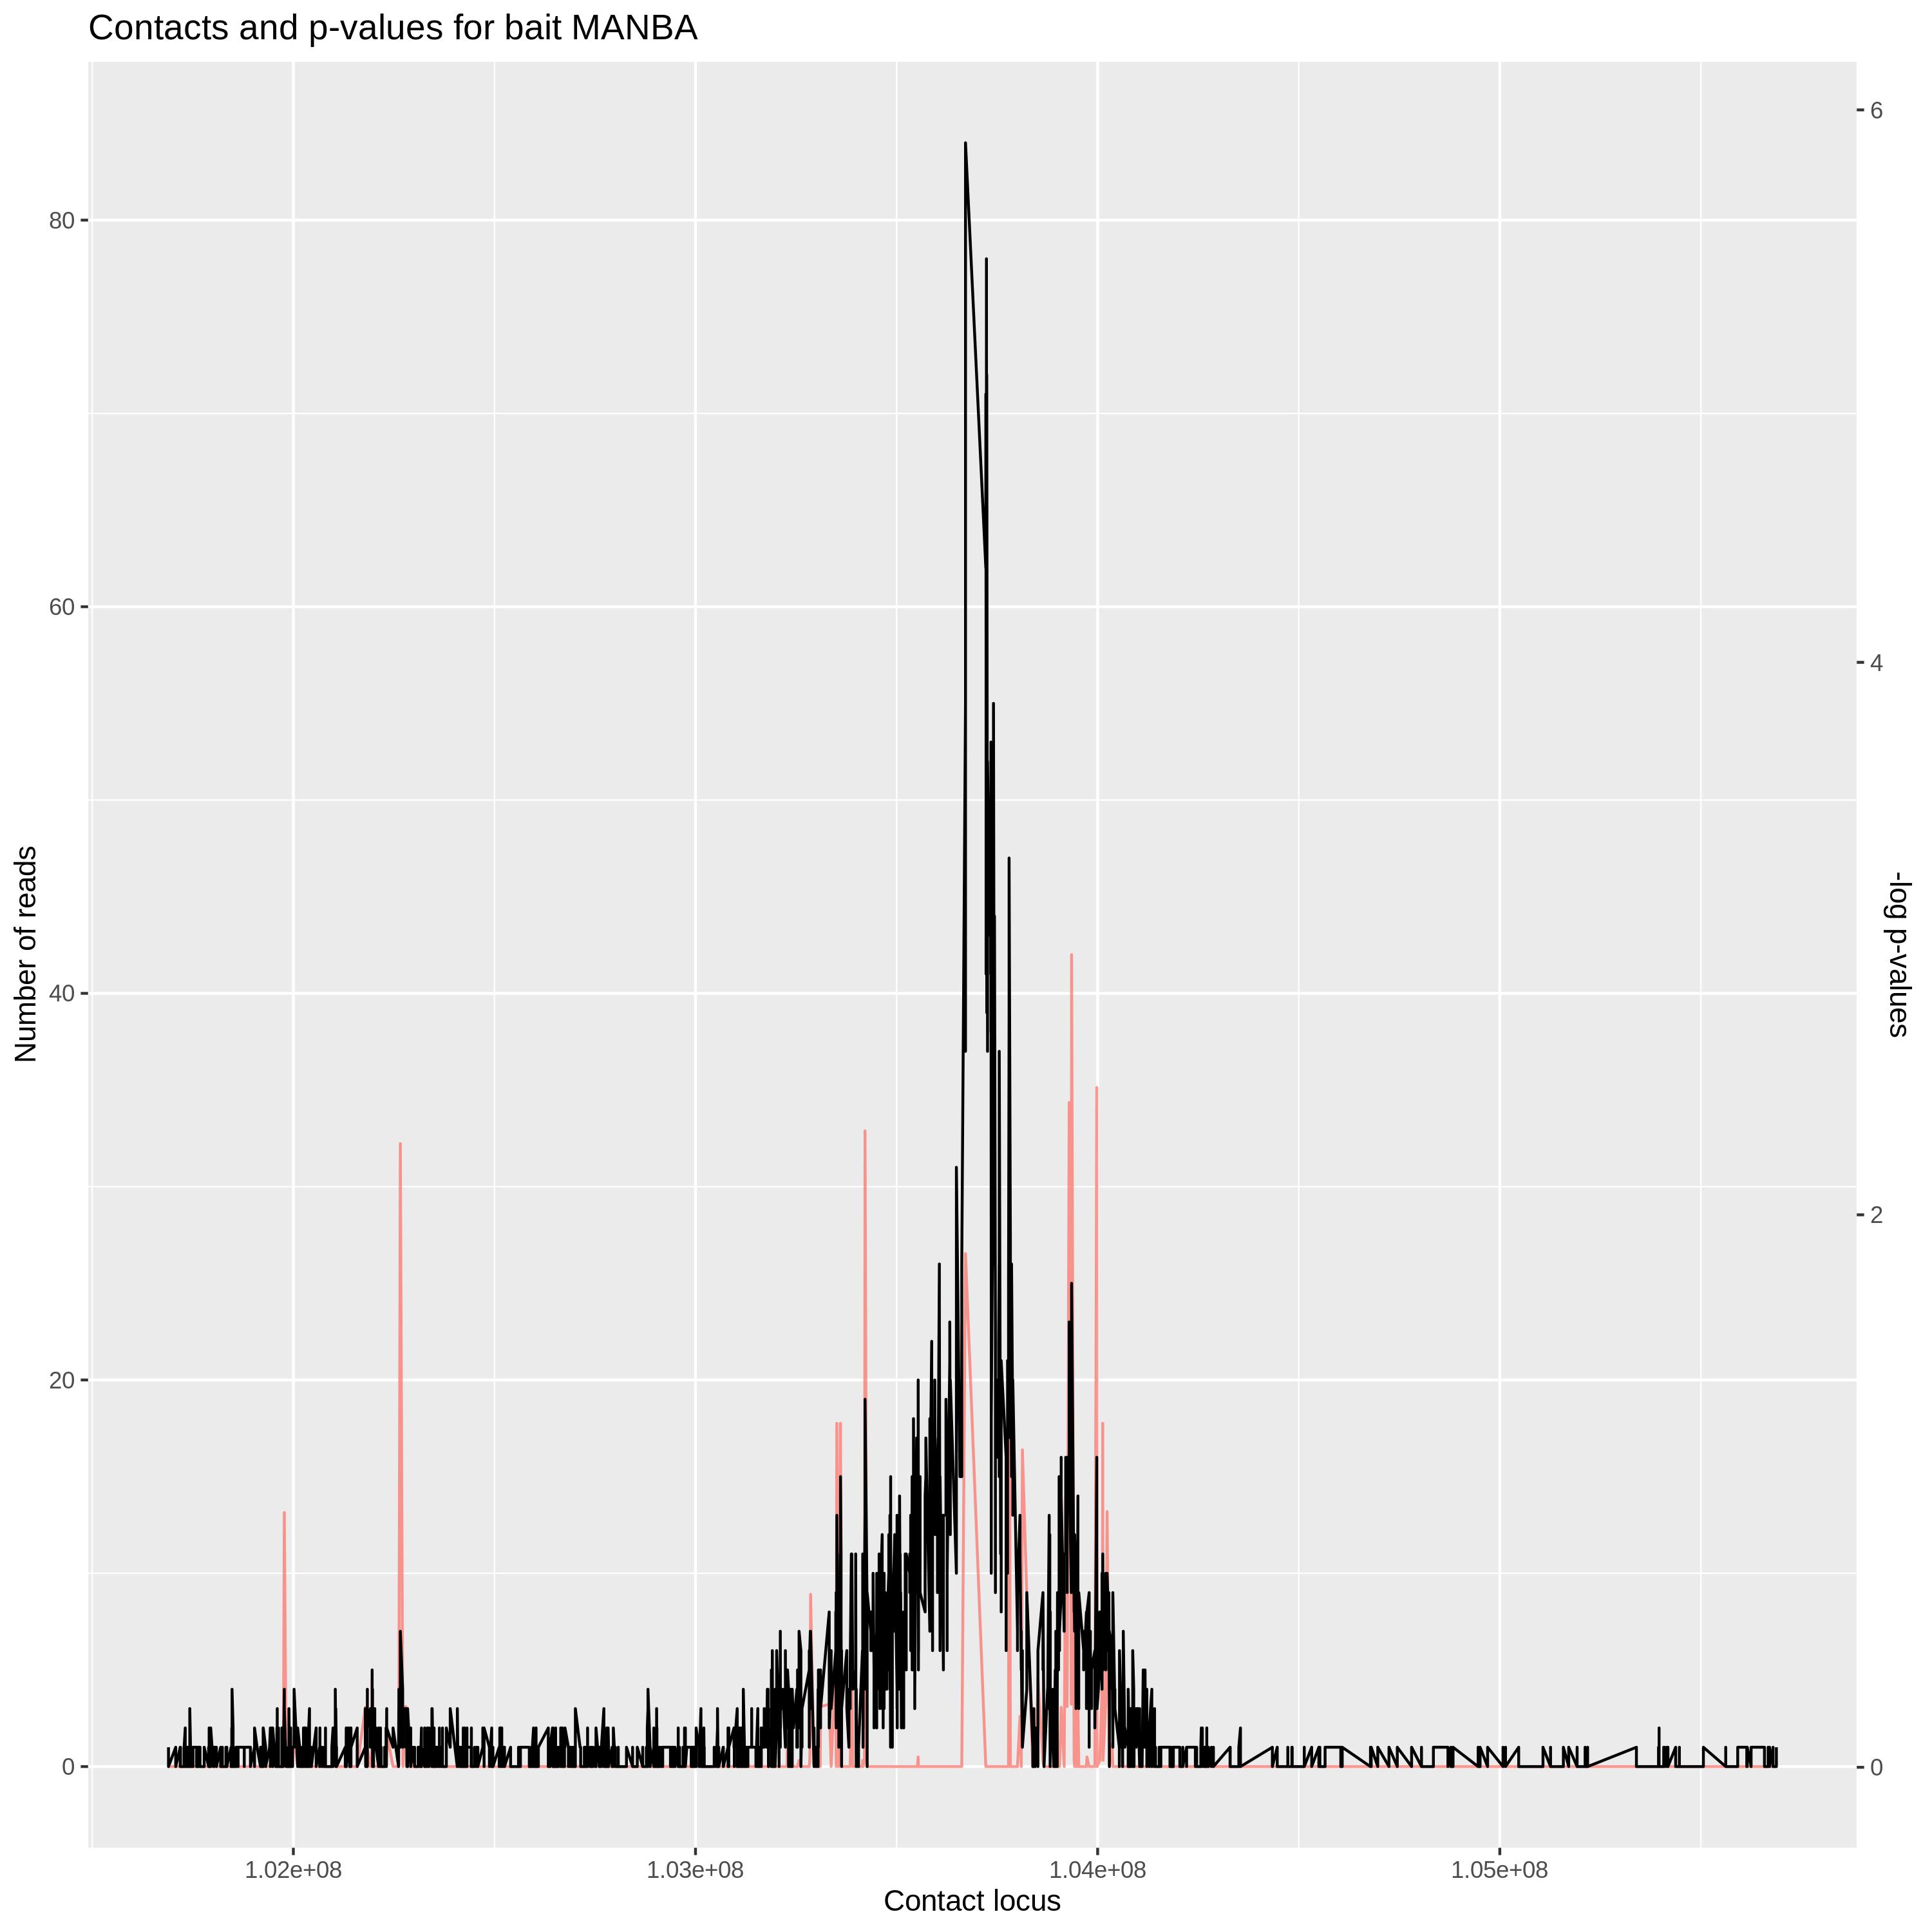 Contacts and p-values for bait MANBA
6
80
4
60
Number of reads
-log p-values
40
2
20
0
0
1.02e+08
1.03e+08
1.04e+08
1.05e+08
Contact locus